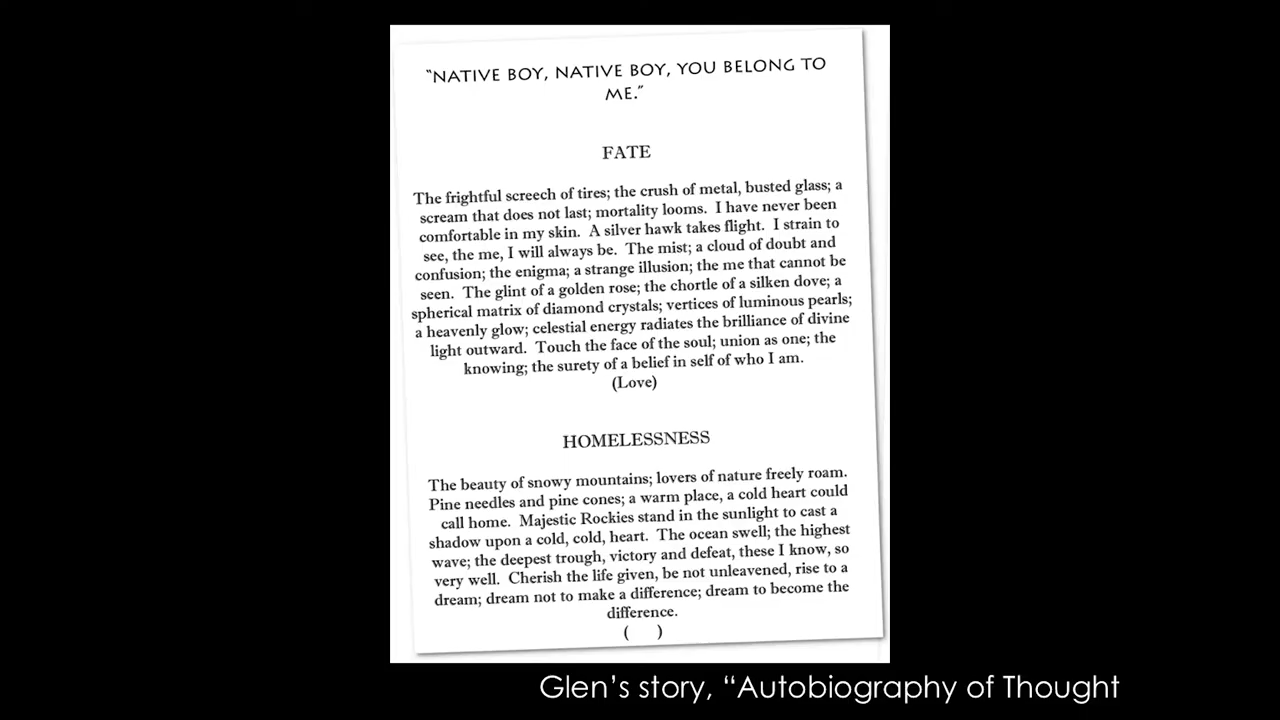 “NATIVE BOY, NATIVE BOY, YOU BELONG TO
ME.”
FATE
The frightful screech of tires; the crush of metal, busted glass; a
scream that does not last; mortality looms. I have never been
comfortable in my skin. A silver hawk takes flight. I strain to
see, the me, I will always be. The mist; a cloud of doubt and
confusion; the enigma; a strange illusion; the me that cannot be
seen. The glint of a golden rose; the chortle of a silken dove; a
spherical matrix of diamond crystals; vertices of luminous pearls;
a heavenly glow; celestial energy radiates the brilliance of divine
light outward. Touch the face of the soul; union as one; the
knowing; the surety of a belief in self of who I am.
(Love)
HOMELESSNESS
The beauty of snowy mountains; lovers of nature freely roam.
Pine needles and pine cones; a warm place, a cold heart could
call home. Majestic Rockies stand in the sunlight to cast a
shadow upon a cold, cold, heart. The ocean swell; the highest
wave; the deepest trough, victory and defeat, these I know, so
very well. Cherish the life given, be not unleavened, rise to a
dream; dream not to make a difference; dream to become the
difference.
( )
Glen’s story, “Autobiography of Thought